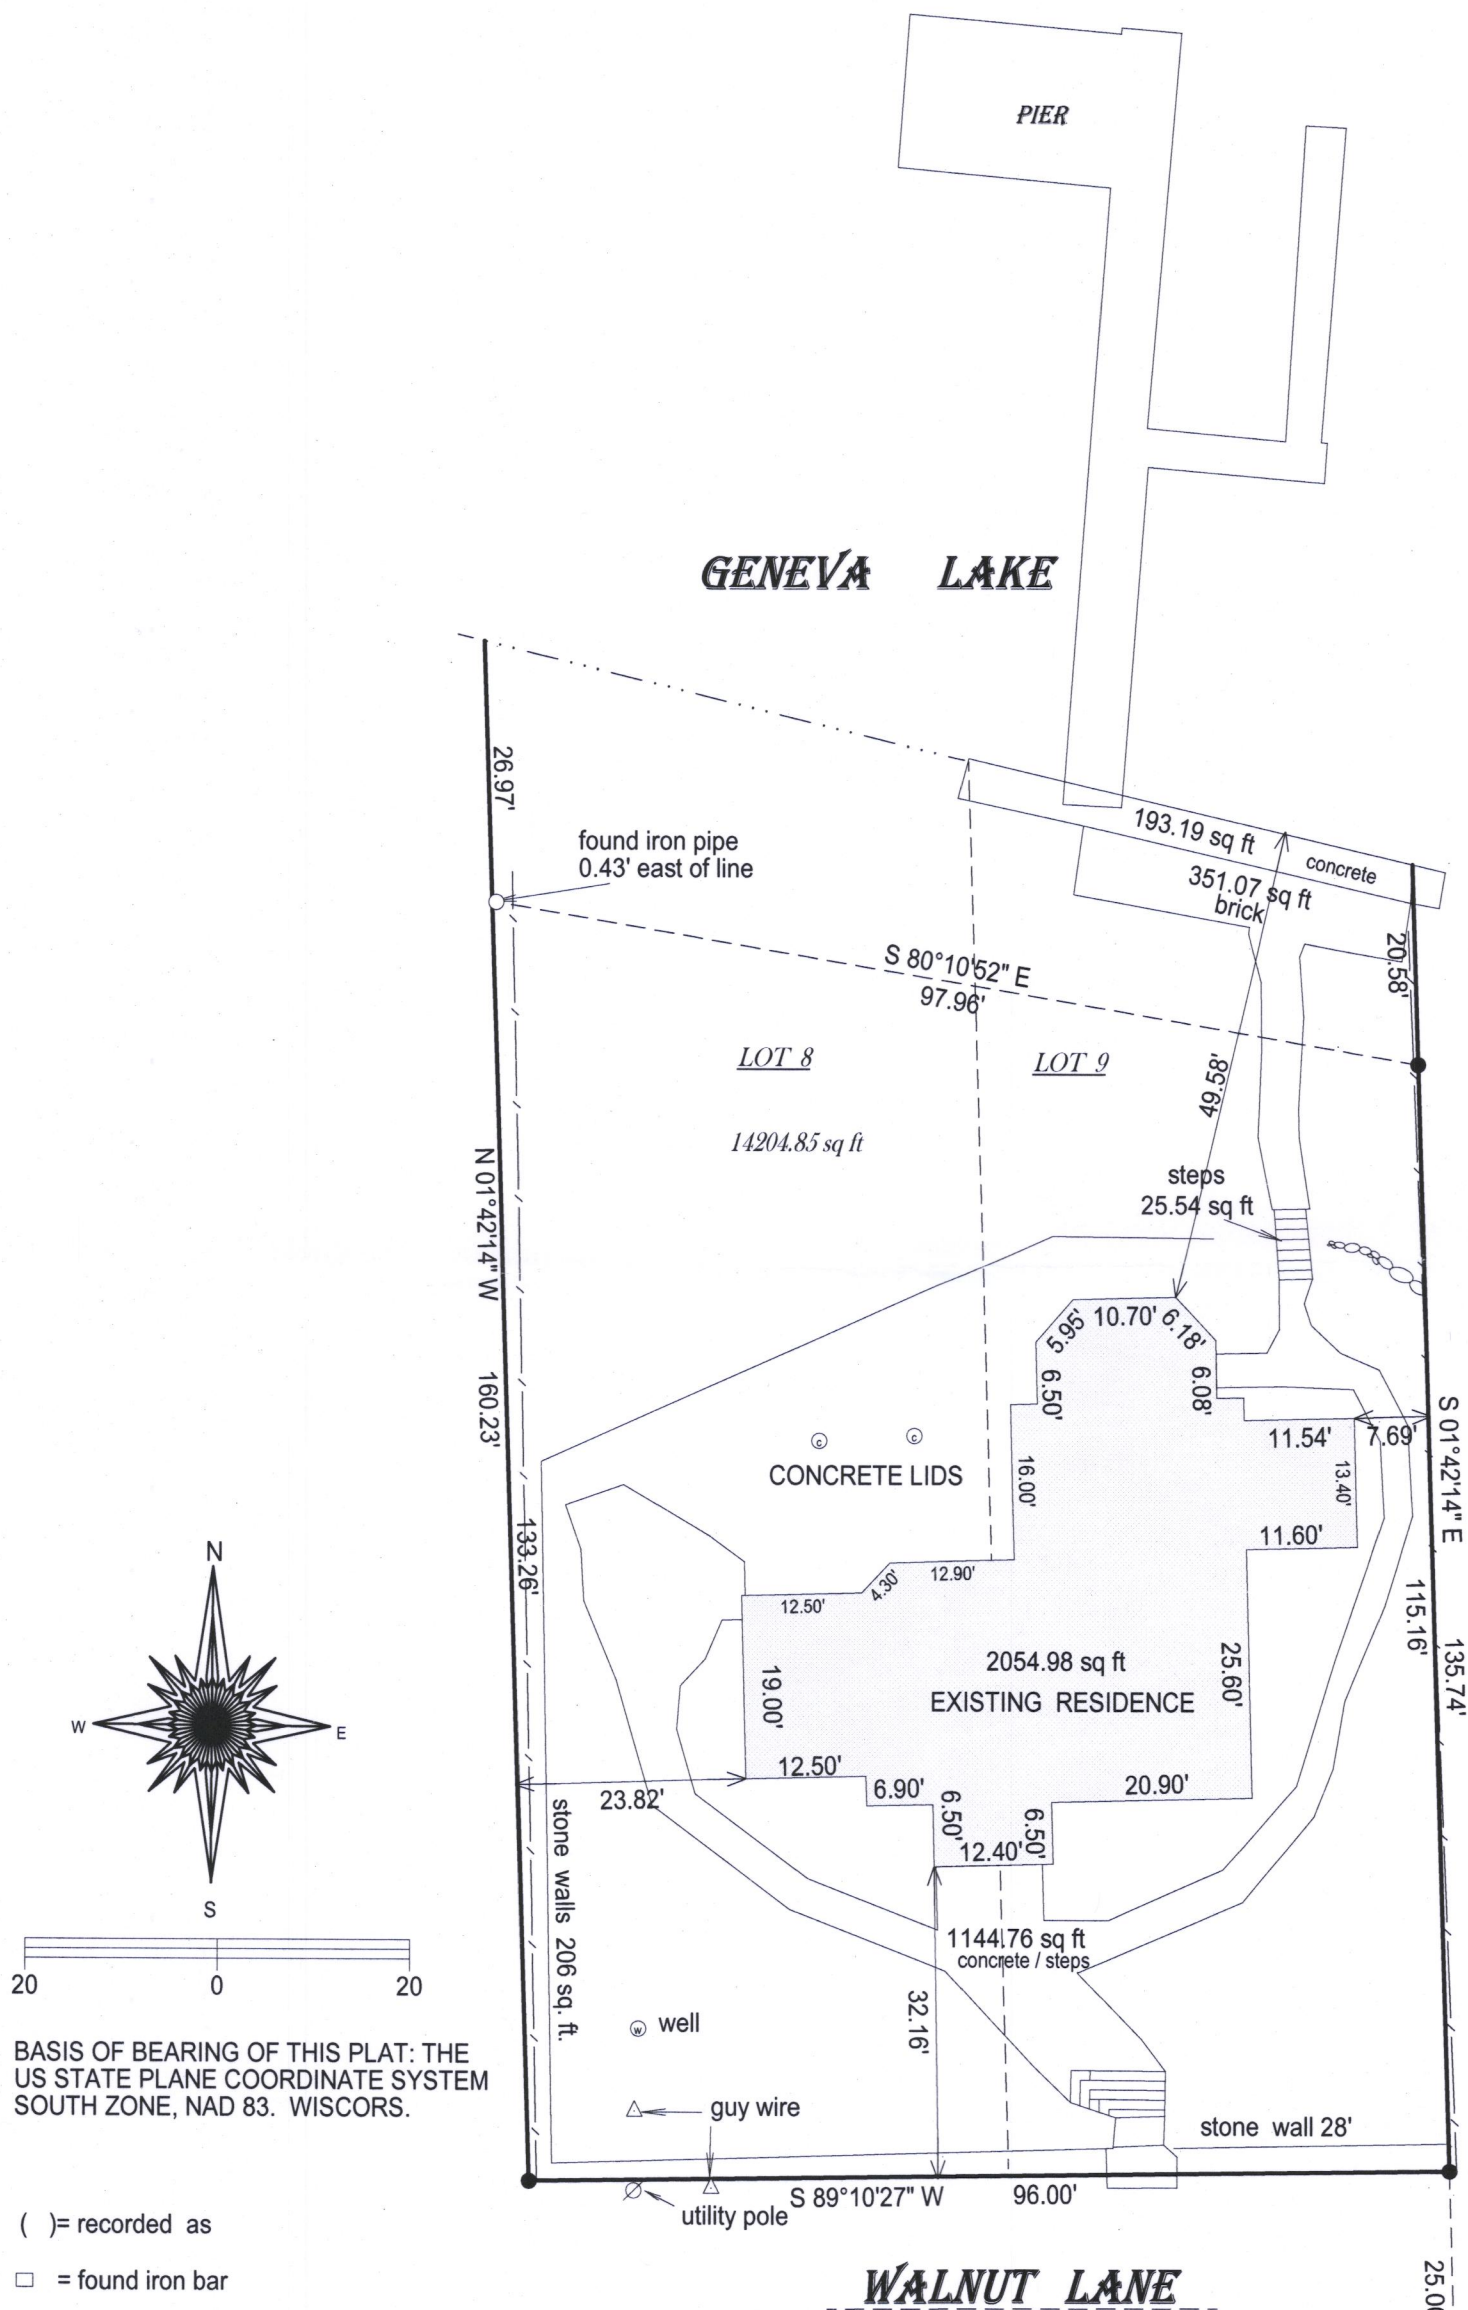 PIER
GENEVA LAKE
26.97'
193.19 sq ft
concrete
found iron pipe
0.43' east of line
351.07 sq ft
brick
20.58'
S 80°10'52" E
97.96'
LOT 8
LOT 9
49.58'
14204.85 sq ft
N 01°42'14" W
160.23'
steps
25.54 sq ft
5.95'
10.70'
6.18'
6.50'
6.08'
S 01°42'14" E
135.74'
11.54'
7.69'
CONCRETE LIDS
c
c
16.00'
13.40'
133.26'
11.60'
12.90'
4.30'
12.50'
115.16'
2054.98 sq ft
EXISTING RESIDENCE
19.00'
25.60'
N
W
E
S
12.50'
6.90'
20.90'
23.82'
6.50'
6.50'
12.40'
stone walls 206 sq. ft.
1144.76 sq ft
concrete / steps
20 0 20
32.16'
w well
BASIS OF BEARING OF THIS PLAT: THE
US STATE PLANE COORDINATE SYSTEM
SOUTH ZONE, NAD 83. WISCORS.
guy wire
stone wall 28'
S 89°10'27" W
96.00'
utility pole
( )= recorded as
= found iron bar
WALNUT LANE